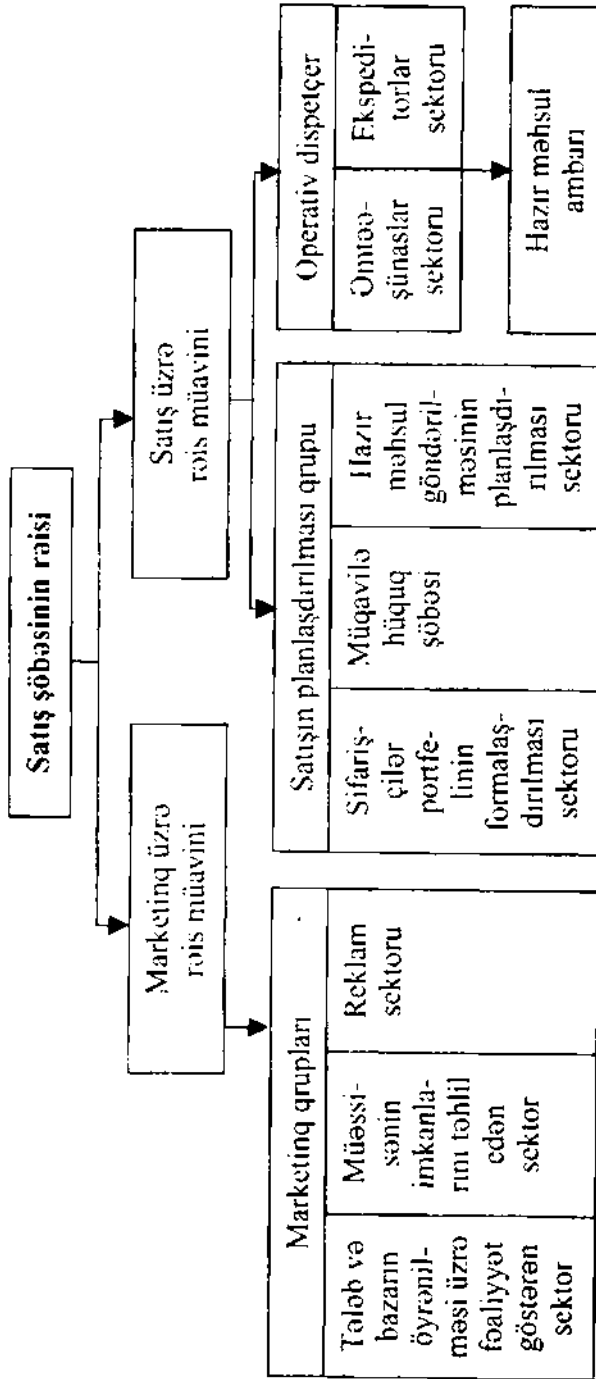 Satış şöbəsinin rəisi
Marketinq üzrə
rəis müavini
Satış üzrə
rəis müavini
Marketinq qrupları
Tələb və
bazarın
öyrənil-
məsi üzrə
fəaliyyət
göstərən
sektor
Müəssi-
sənin
imkanla-
rını təhlil
edən
sektor
Reklam
sektoru
Satışın planlaşdırılması qrupu
Sifariş-
çilər
portfe-
linin
formalaş-
dırılması
sektoru
Müqavilə
hüquq
şöbəsi
Hazır
məhsul
göndəril-
məsinin
planlaşdı-
rılması
sektoru
Operativ dispetçer
Əmtəə-
şünaslar
sektoru
Ekspedi-
torlar
sektoru
Hazır məhsul
ambarı